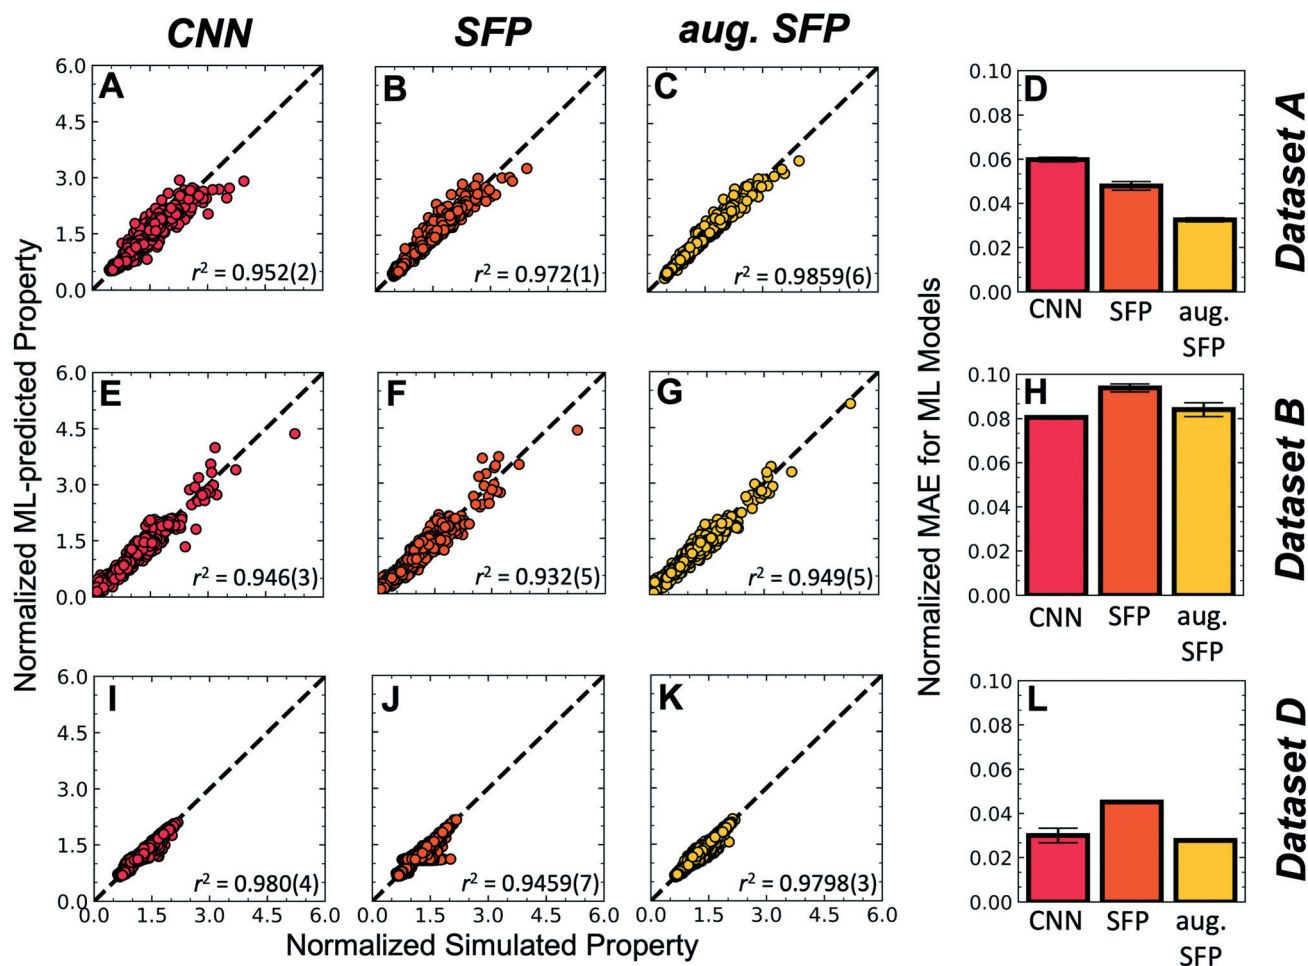 CNN
SFP
aug. SFP
Normalized ML-predicted Property
6.0
4.5
3.0
1.5
0.0
A
r² = 0.952(2)
B
r² = 0.972(1)
C
r² = 0.9859(6)
Normalized MAE for ML Models
0.10
0.08
0.06
0.04
0.02
0.00
D
CNN
SFP
aug.
SFP
Dataset A
6.0
4.5
3.0
1.5
0.0
E
r² = 0.946(3)
F
r² = 0.932(5)
G
r² = 0.949(5)
0.10
0.08
0.06
0.04
0.02
0.00
H
CNN
SFP
aug.
SFP
Dataset B
6.0
4.5
3.0
1.5
0.0
I
r² = 0.980(4)
0.0 1.5 3.0 4.5 6.0
J
r² = 0.9459(7)
0.0 1.5 3.0 4.5 6.0
K
r² = 0.9798(3)
0.0 1.5 3.0 4.5 6.0
Normalized Simulated Property
0.10
0.08
0.06
0.04
0.02
0.00
L
CNN
SFP
aug.
SFP
Dataset D